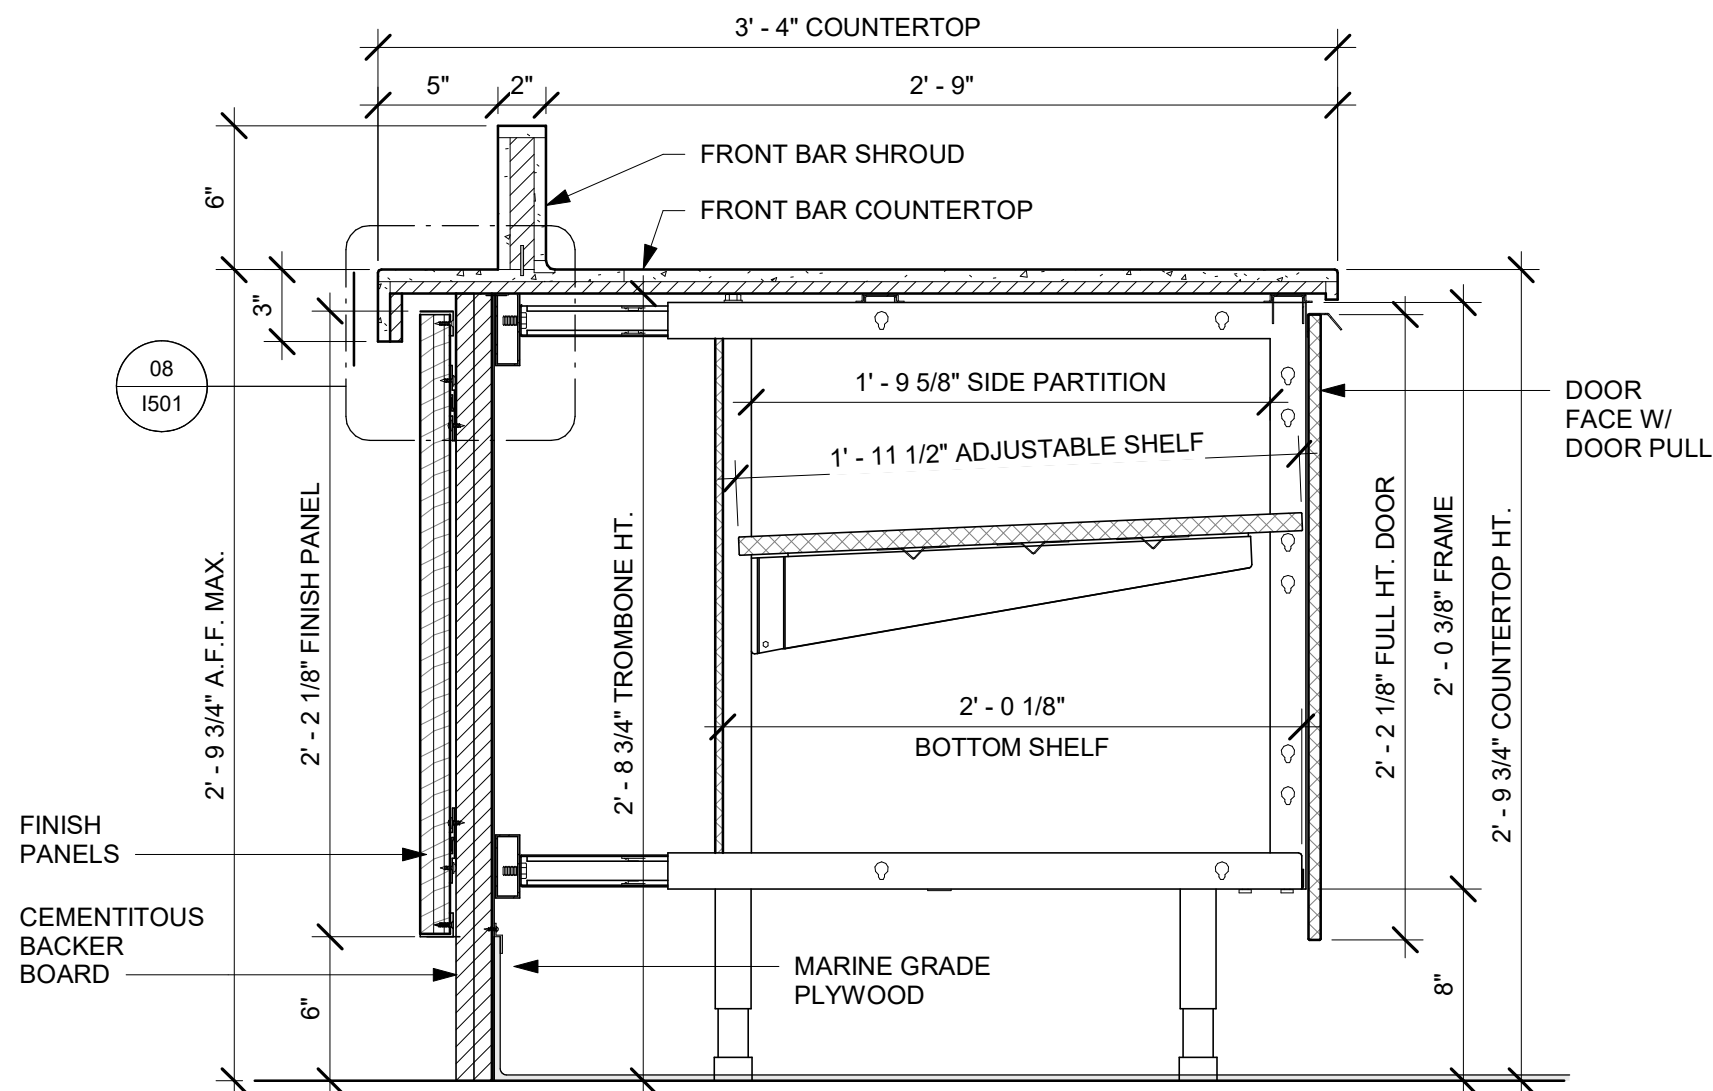 3' - 4" COUNTERTOP
5"
2"
2' - 9"
FRONT BAR SHROUD
FRONT BAR COUNTERTOP
6"
3"
08
I501
1' - 9 5/8" SIDE PARTITION
1' - 11 1/2" ADJUSTABLE SHELF
DOOR
FACE W/
DOOR PULL
2' - 9 3/4" A.F.F. MAX.
2' - 2 1/8" FINISH PANEL
2' - 8 3/4" TROMBONE HT.
2' - 0 1/8"
BOTTOM SHELF
2' - 2 1/8" FULL HT. DOOR
2' - 0 3/8" FRAME
2' - 9 3/4" COUNTERTOP HT.
FINISH
PANELS
CEMENTITOUS
BACKER
BOARD
MARINE GRADE
PLYWOOD
6"
8"